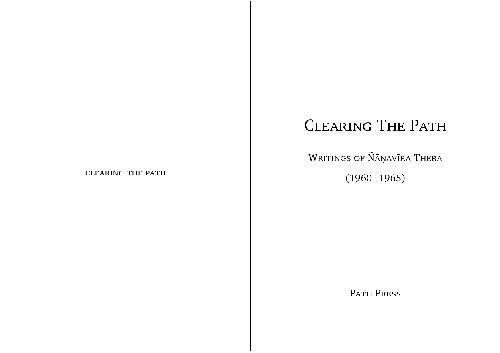 CLEARING THE PATH
CLEARING THE PATH
WRITINGS OF ÑĀṆAVĪRA THERA
(1960–1965)
PATH PRESS